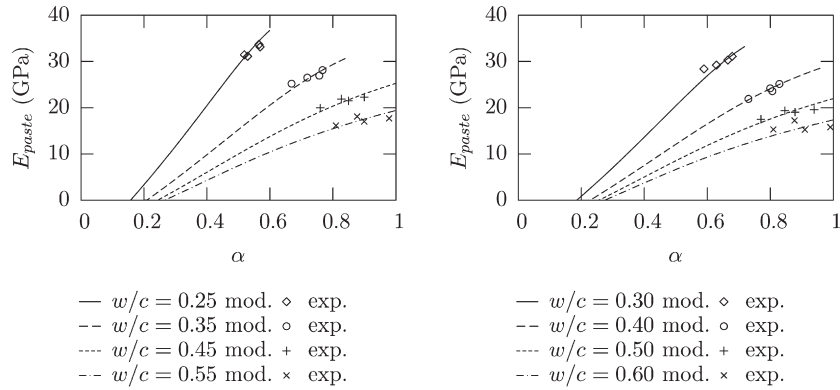 40
30
20
10
0
E_paste (GPa)
0 0.2 0.4 0.6 0.8 1
α
w/c = 0.25 mod. exp.
w/c = 0.35 mod. exp.
w/c = 0.45 mod. exp.
w/c = 0.55 mod. exp.
40
30
20
10
0
E_paste (GPa)
0 0.2 0.4 0.6 0.8 1
α
w/c = 0.30 mod. exp.
w/c = 0.40 mod. exp.
w/c = 0.50 mod. exp.
w/c = 0.60 mod. exp.